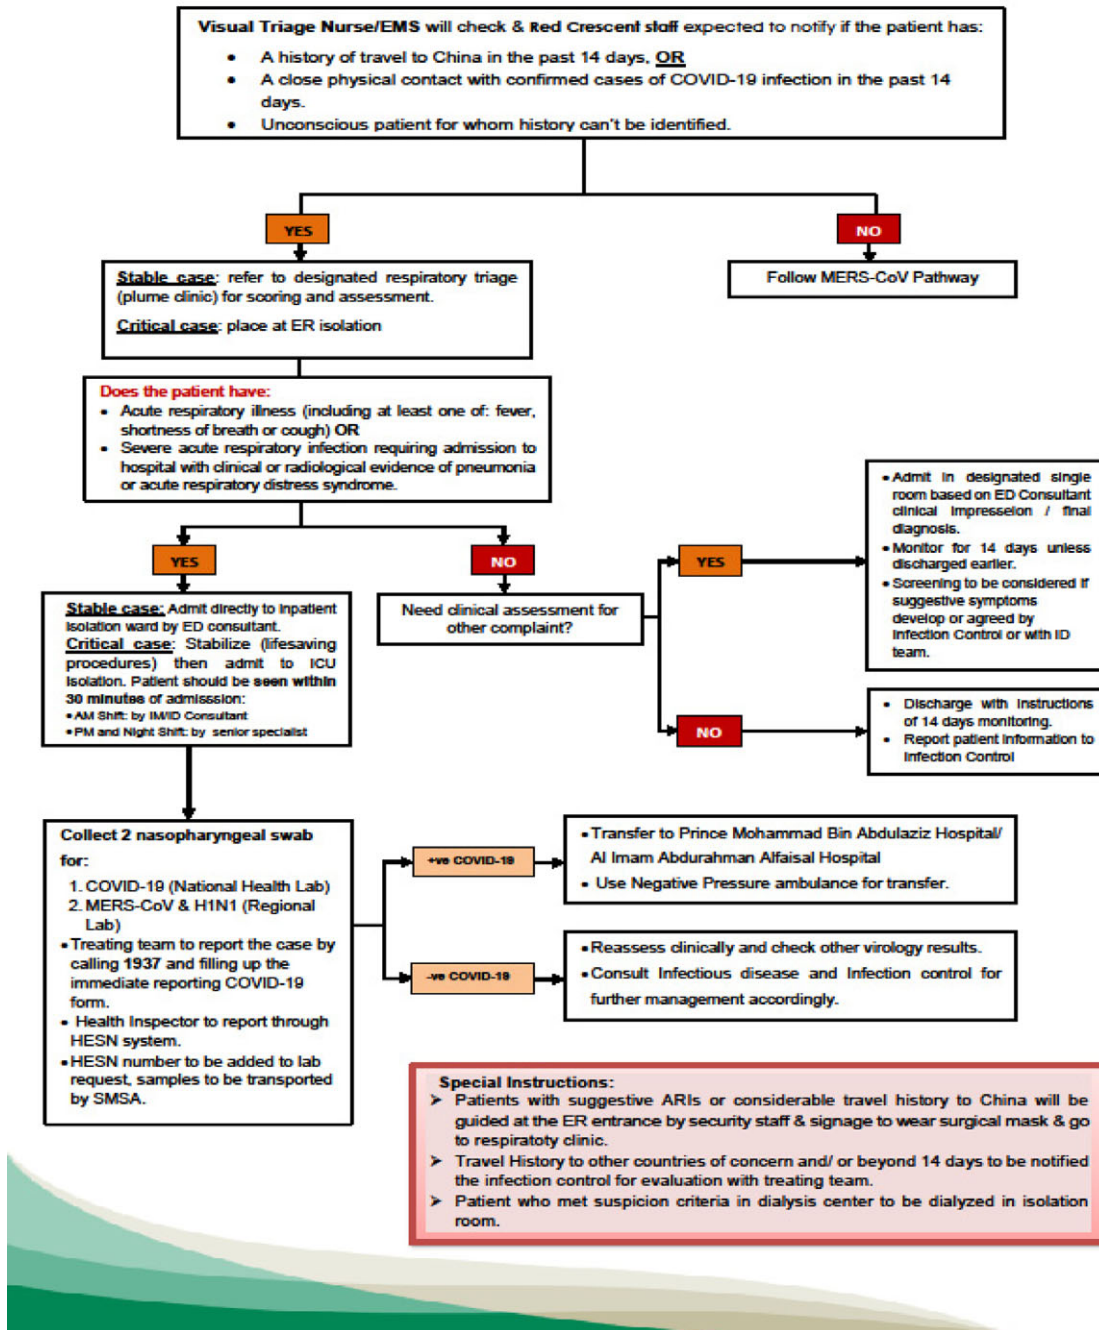 Visual Triage Nurse/EMS will check & Red Crescent staff expected to notify if the patient has:
• A history of travel to China in the past 14 days, OR
• A close physical contact with confirmed cases of COVID-19 infection in the past 14
days.
• Unconscious patient for whom history can't be identified.
YES
NO
Stable case: refer to designated respiratory triage
(plume clinic) for scoring and assessment.
Critical case: place at ER isolation
Follow MERS-CoV Pathway
Does the patient have:
• Acute respiratory illness (including at least one of: fever,
shortness of breath or cough) OR
• Severe acute respiratory infection requiring admission to
hospital with clinical or radiological evidence of pneumonia
or acute respiratory distress syndrome.
YES
NO
Stable case: Admit directly to inpatient
isolation ward by ED consultant.
Critical case: Stabilize (lifesaving
procedures) then admit to ICU
isolation. Patient should be seen within
30 minutes of admisssion:
• AM Shift: by IM/ID Consultant
• PM and Night Shift: by senior specialist
Need clinical assessment for
other complaint?
YES
• Admit in designated single
room based on ED Consultant
clinical impresseion / final
diagnosis.
• Monitor for 14 days unless
discharged earlier.
• Screening to be considered if
suggestive symptoms
develop or agreed by
Infection Control or with ID
team.
NO
• Discharge with instructions
of 14 days monitoring.
• Report patient information to
Infection Control
Collect 2 nasopharyngeal swab
for:
1. COVID-19 (National Health Lab)
2. MERS-CoV & H1N1 (Regional
Lab)
• Treating team to report the case by
calling 1937 and filling up the
immediate reporting COVID-19
form.
• Health Inspector to report through
HESN system.
• HESN number to be added to lab
request, samples to be transported
by SMSA.
+ve COVID-19
• Transfer to Prince Mohammad Bin Abdulaziz Hospital/
Al Imam Abdurahman Alfaisal Hospital
• Use Negative Pressure ambulance for transfer.
-ve COVID-19
• Reassess clinically and check other virology results.
• Consult Infectious disease and Infection control for
further management accordingly.
Special Instructions:
➢ Patients with suggestive ARIs or considerable travel history to China will be
guided at the ER entrance by security staff & signage to wear surgical mask & go
to respiratoty clinic.
➢ Travel History to other countries of concern and/ or beyond 14 days to be notified
the infection control for evaluation with treating team.
➢ Patient who met suspicion criteria in dialysis center to be dialyzed in isolation
room.